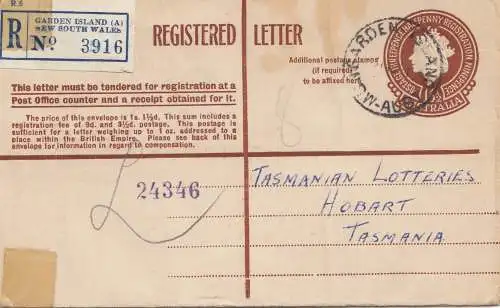 R6
GARDEN ISLAND (A)
NEW SOUTH WALES
R No 3916
REGISTERED LETTER
Additional postage stamps
(if required)
to be affixed here
This letter must be tendered for registration at a
Post Office counter and a receipt obtained for it.
The price of this envelope is 1s. 1½d. This sum includes a
registration fee of 9d. and 3½d. postage. This postage is
sufficient for a letter weighing up to 1 oz. addressed to a
place within the British Empire. Please see back of this
envelope for information in regard to compensation.
24346
TASMANIAN LOTTERIES
HOBART
TASMANIA